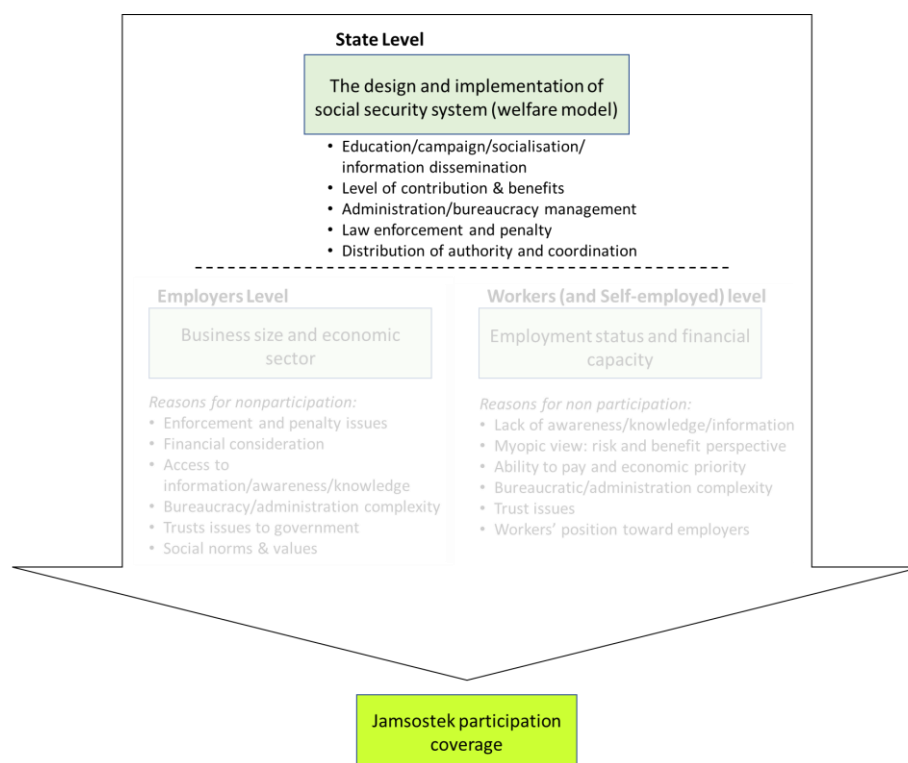 State Level
The design and implementation of
social security system (welfare model)
• Education/campaign/socialisation/
information dissemination
• Level of contribution & benefits
• Administration/bureaucracy management
• Law enforcement and penalty
• Distribution of authority and coordination
Employers Level
Business size and economic
sector
Reasons for nonparticipation:
• Enforcement and penalty issues
• Financial consideration
• Access to
information/awareness/knowledge
• Bureaucracy/administration complexity
• Trusts issues to government
• Social norms & values
Workers (and Self-employed) level
Employment status and financial
capacity
Reasons for non participation:
• Lack of awareness/knowledge/information
• Myopic view: risk and benefit perspective
• Ability to pay and economic priority
• Bureaucratic/administration complexity
• Trust issues
• Workers' position toward employers
Jamsostek participation
coverage